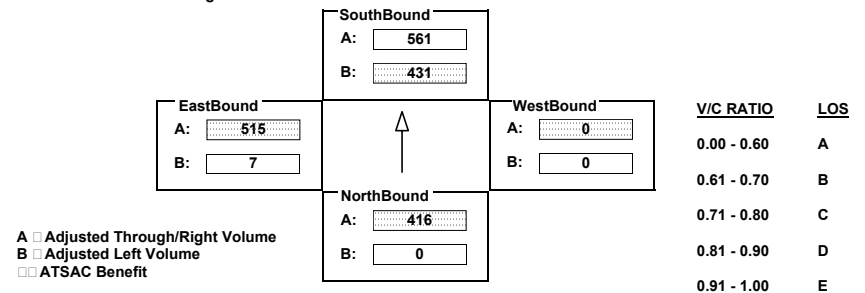 SouthBound
A: 561
B: 431
EastBound
A: 515
B: 7
WestBound
A: 0
B: 0
NorthBound
A: 416
B: 0
A □ Adjusted Through/Right Volume
B □ Adjusted Left Volume
□□ ATSAC Benefit
V/C RATIO LOS
0.00 - 0.60 A
0.61 - 0.70 B
0.71 - 0.80 C
0.81 - 0.90 D
0.91 - 1.00 E